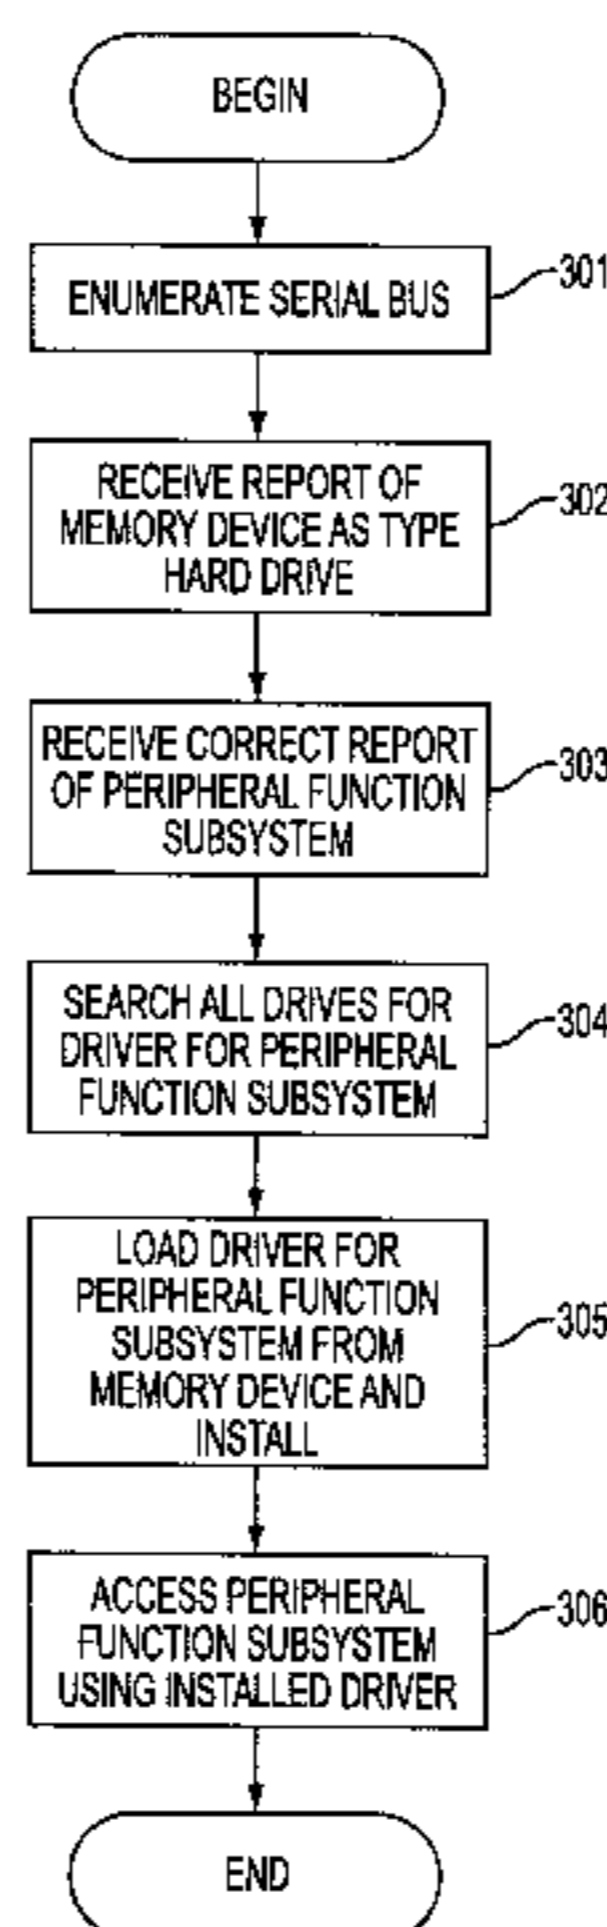 BEGIN
ENUMERATE SERIAL BUS
301
RECEIVE REPORT OF
MEMORY DEVICE AS TYPE
HARD DRIVE
302
RECEIVE CORRECT REPORT
OF PERIPHERAL FUNCTION
SUBSYSTEM
303
SEARCH ALL DRIVES FOR
DRIVER FOR PERIPHERAL
FUNCTION SUBSYSTEM
304
LOAD DRIVER FOR
PERIPHERAL FUNCTION
SUBSYSTEM FROM
MEMORY DEVICE AND
INSTALL
305
ACCESS PERIPHERAL
FUNCTION SUBSYSTEM
USING INSTALLED DRIVER
306
END